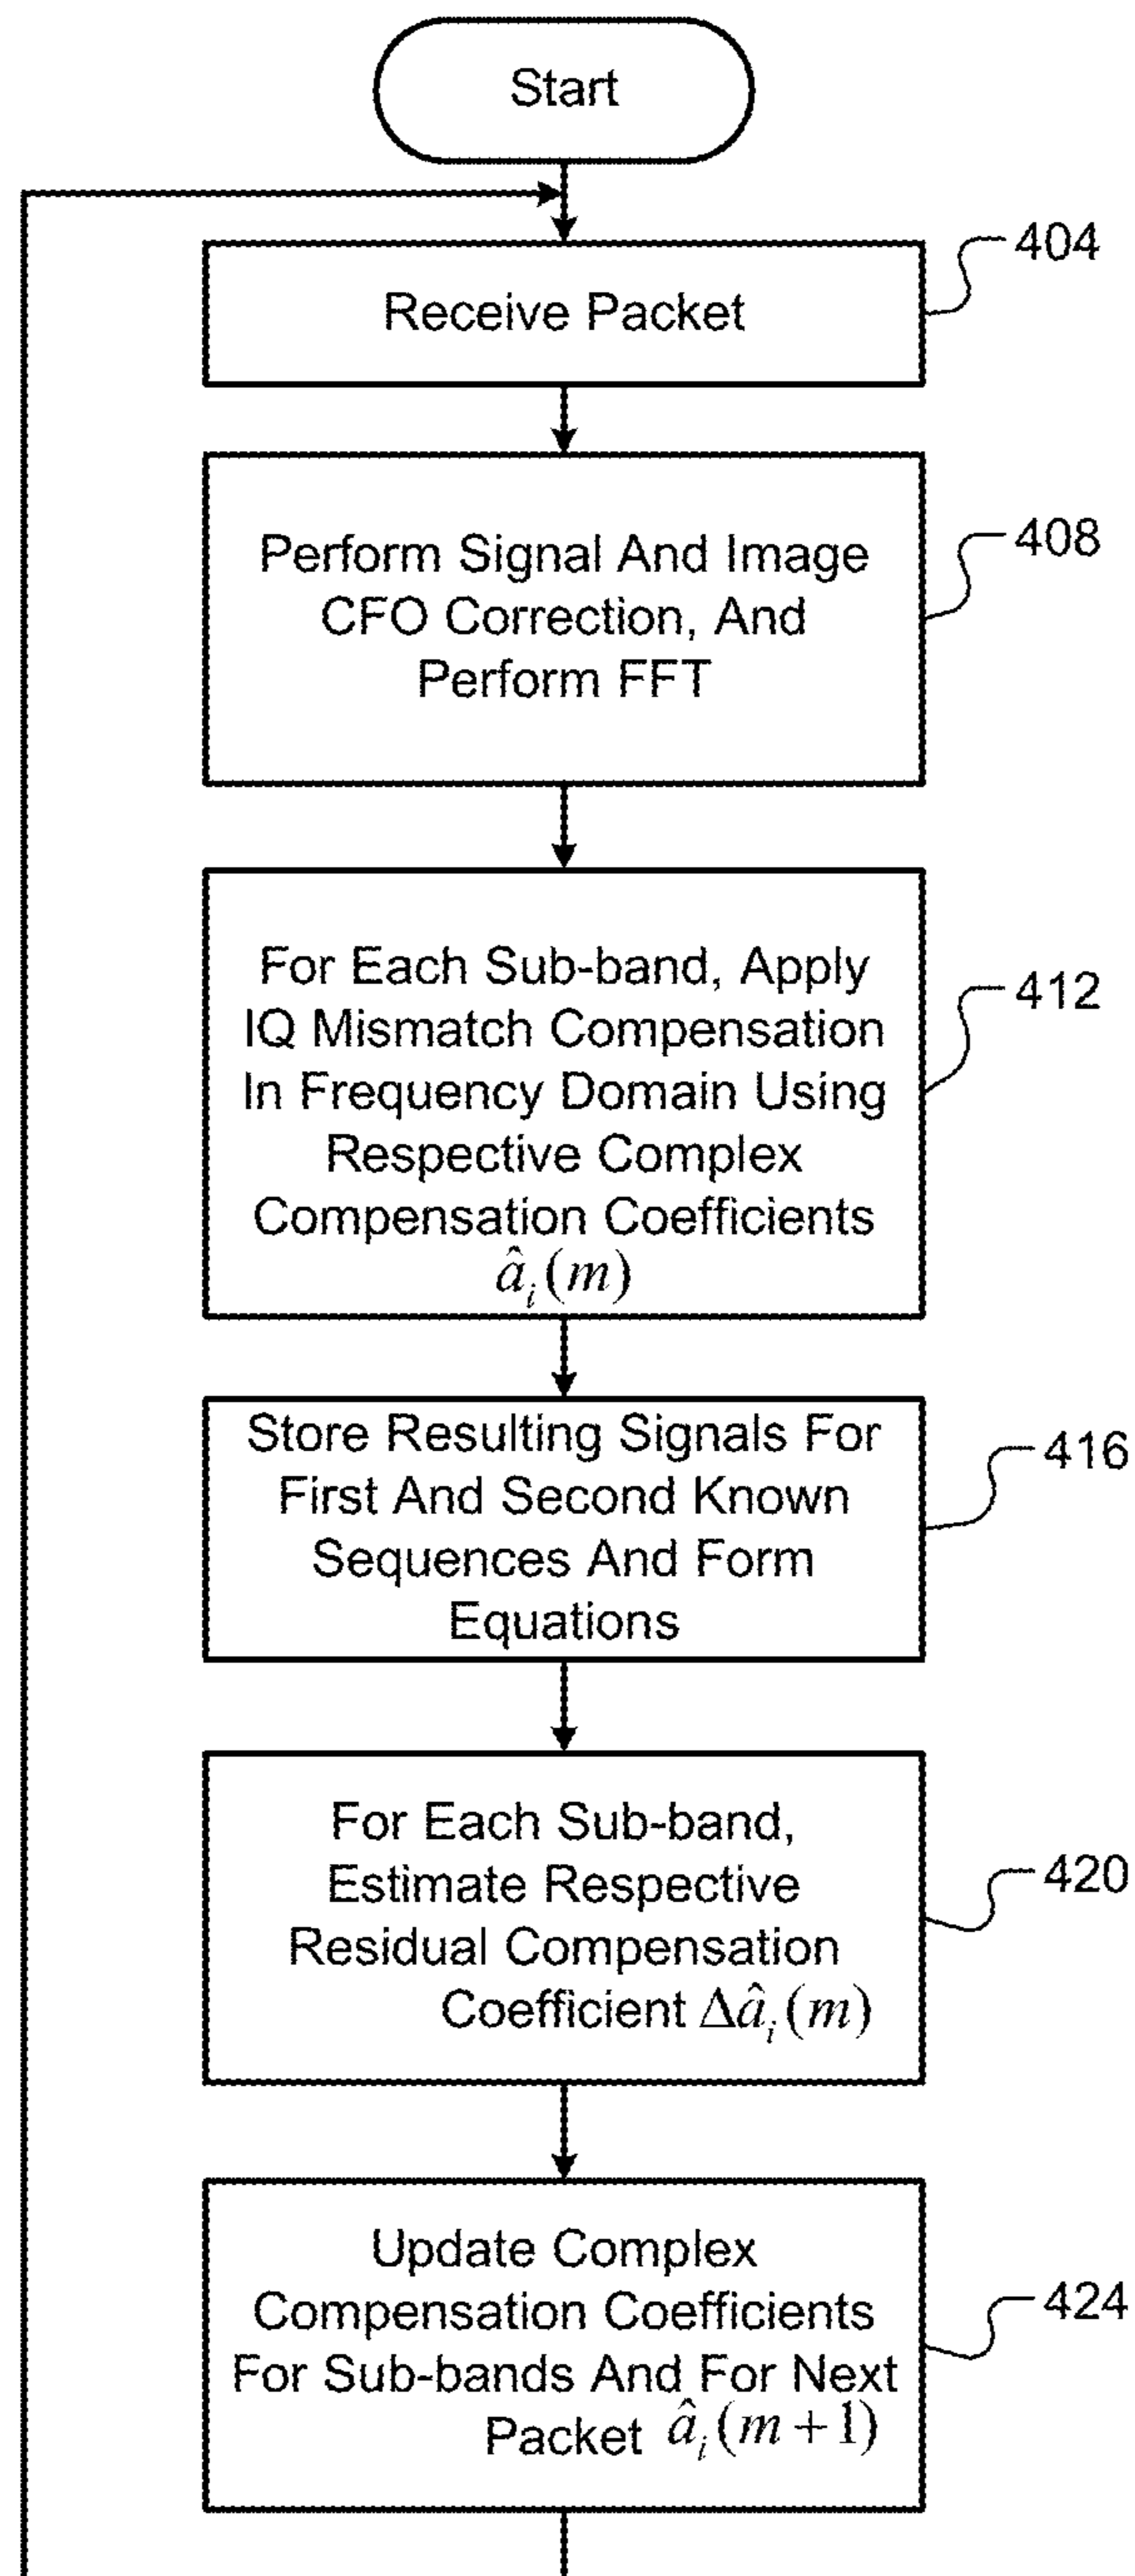 Start
Receive Packet
404
Perform Signal And Image
CFO Correction, And
Perform FFT
408
For Each Sub-band, Apply
IQ Mismatch Compensation
In Frequency Domain Using
Respective Complex
Compensation Coefficients
âᵢ(m)
412
Store Resulting Signals For
First And Second Known
Sequences And Form
Equations
416
For Each Sub-band,
Estimate Respective
Residual Compensation
Coefficient Δâᵢ(m)
420
Update Complex
Compensation Coefficients
For Sub-bands And For Next
Packet âᵢ(m+1)
424